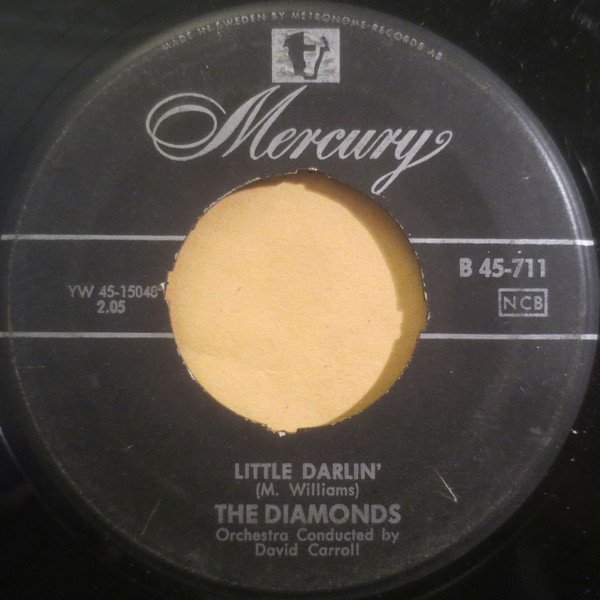 MADE IN SWEDEN BY METRONOME-RECORDS AB
Mercury
B 45-711
YW 45-15048
2.05
NCB
LITTLE DARLIN'
(M. Williams)
THE DIAMONDS
Orchestra Conducted by
David Carroll